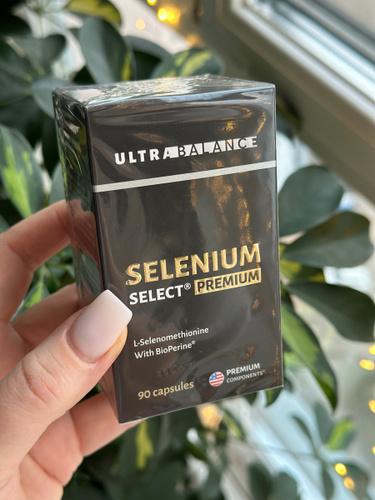 ULTRABALANCE
SELENIUM
SELECT® PREMIUM
L-Selenomethionine
With BioPerine®
90 capsules
PREMIUM
COMPONENTS®